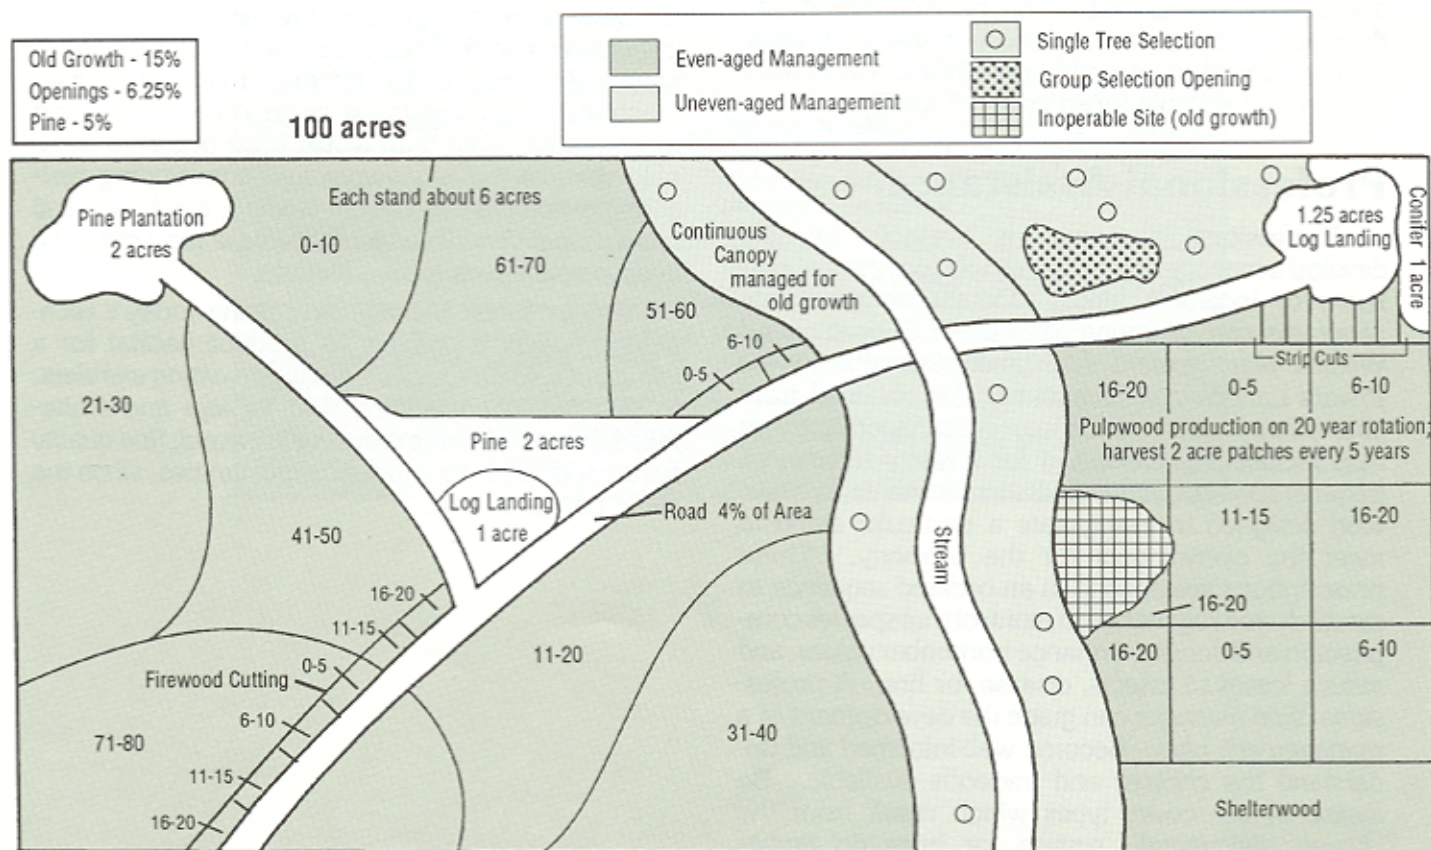 Old Growth - 15%
Openings - 6.25%
Pine - 5%
100 acres
Even-aged Management
Uneven-aged Management
Single Tree Selection
Group Selection Opening
Inoperable Site (old growth)
Pine Plantation
2 acres
Each stand about 6 acres
0-10
61-70
Continuous
Canopy
managed for
old growth
51-60
6-10
0-5
1.25 acres
Log Landing
Conifer 1 acre
Strip Cuts
16-20
0-5
6-10
Pulpwood production on 20 year rotation;
harvest 2 acre patches every 5 years
11-15
16-20
16-20
16-20
0-5
6-10
Shelterwood
21-30
Pine 2 acres
Log Landing
1 acre
Road 4% of Area
Stream
41-50
16-20
11-15
0-5
Firewood Cutting
6-10
11-15
16-20
71-80
11-20
31-40